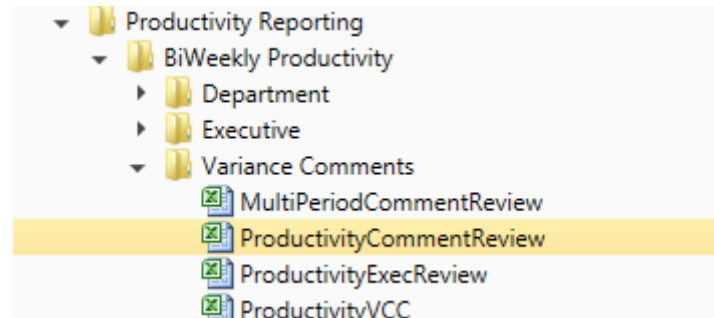 Productivity Reporting
BiWeekly Productivity
Department
Executive
Variance Comments
MultiPeriodCommentReview
ProductivityCommentReview
ProductivityExecReview
ProductivityVCC